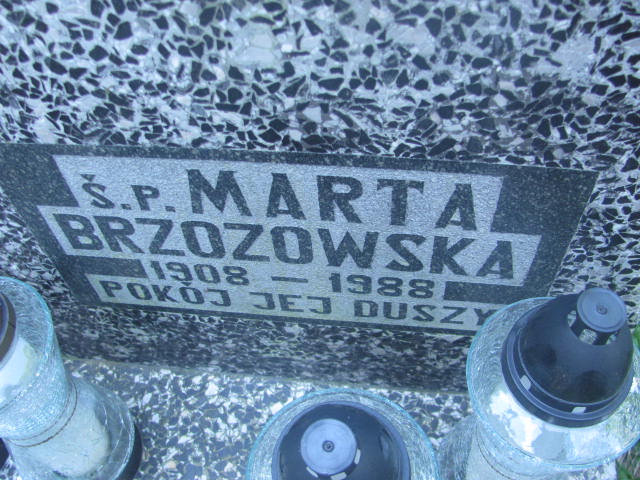 Ś.P. MARTA
BRZOZOWSKA
1908 – 1988
POKÓJ JEJ DUSZY